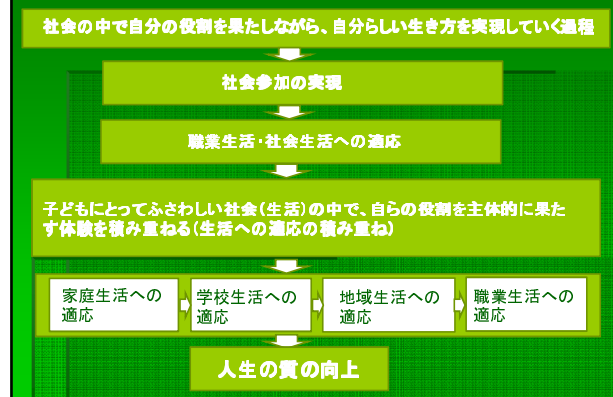 社会の中で自分の役割を果たしながら、自分らしい生き方を実現していく過程
社会参加の実現
職業生活・社会生活への適応
子どもにとってふさわしい社会(生活)の中で、自らの役割を主体的に果た
す体験を積み重ねる(生活への適応の積み重ね)
家庭生活への
適応
学校生活への
適応
地域生活への
適応
職業生活への
適応
人生の質の向上